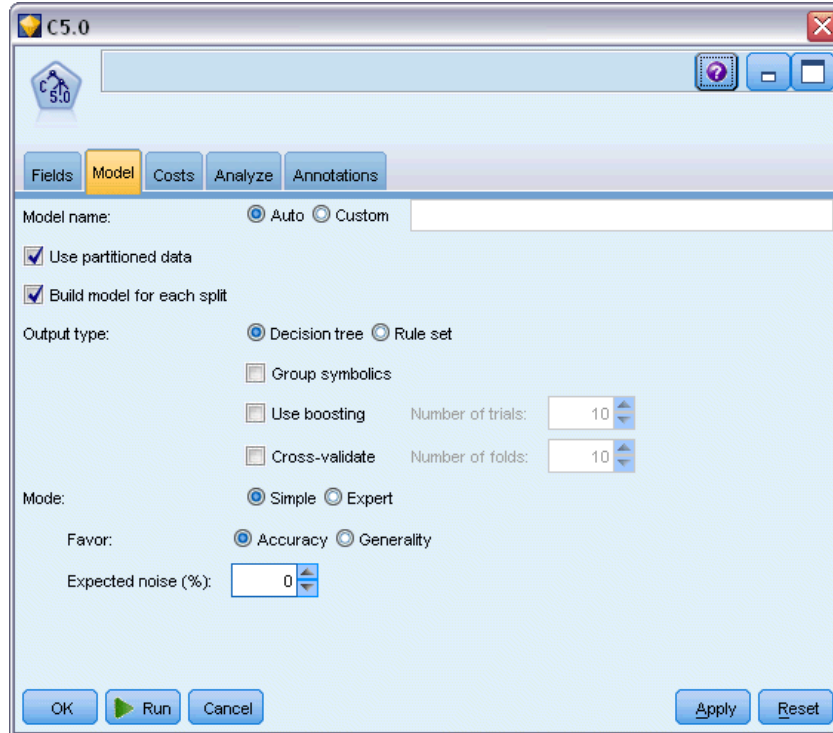 C5.0
C 5.0
Fields Model Costs Analyze Annotations
Model name: Auto Custom
Use partitioned data
Build model for each split
Output type: Decision tree Rule set
Group symbolics
Use boosting Number of trials: 10
Cross-validate Number of folds: 10
Mode: Simple Expert
Favor: Accuracy Generality
Expected noise (%): 0
OK Run Cancel Apply Reset